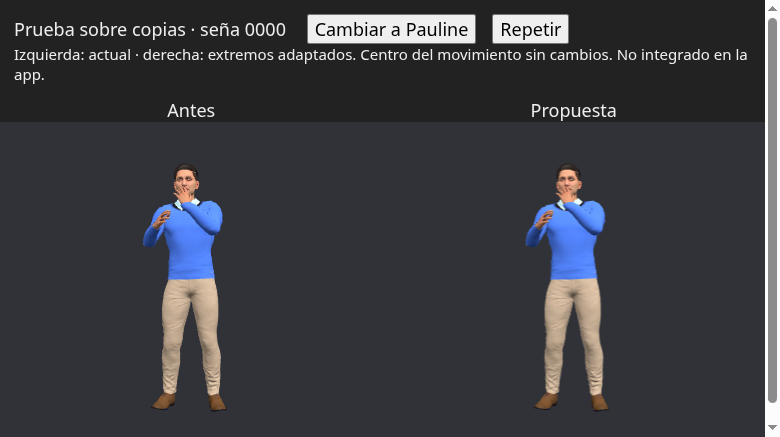 Prueba sobre copias · seña 0000 Cambiar a Pauline Repetir
Izquierda: actual · derecha: extremos adaptados. Centro del movimiento sin cambios. No integrado en la
app.
Antes Propuesta